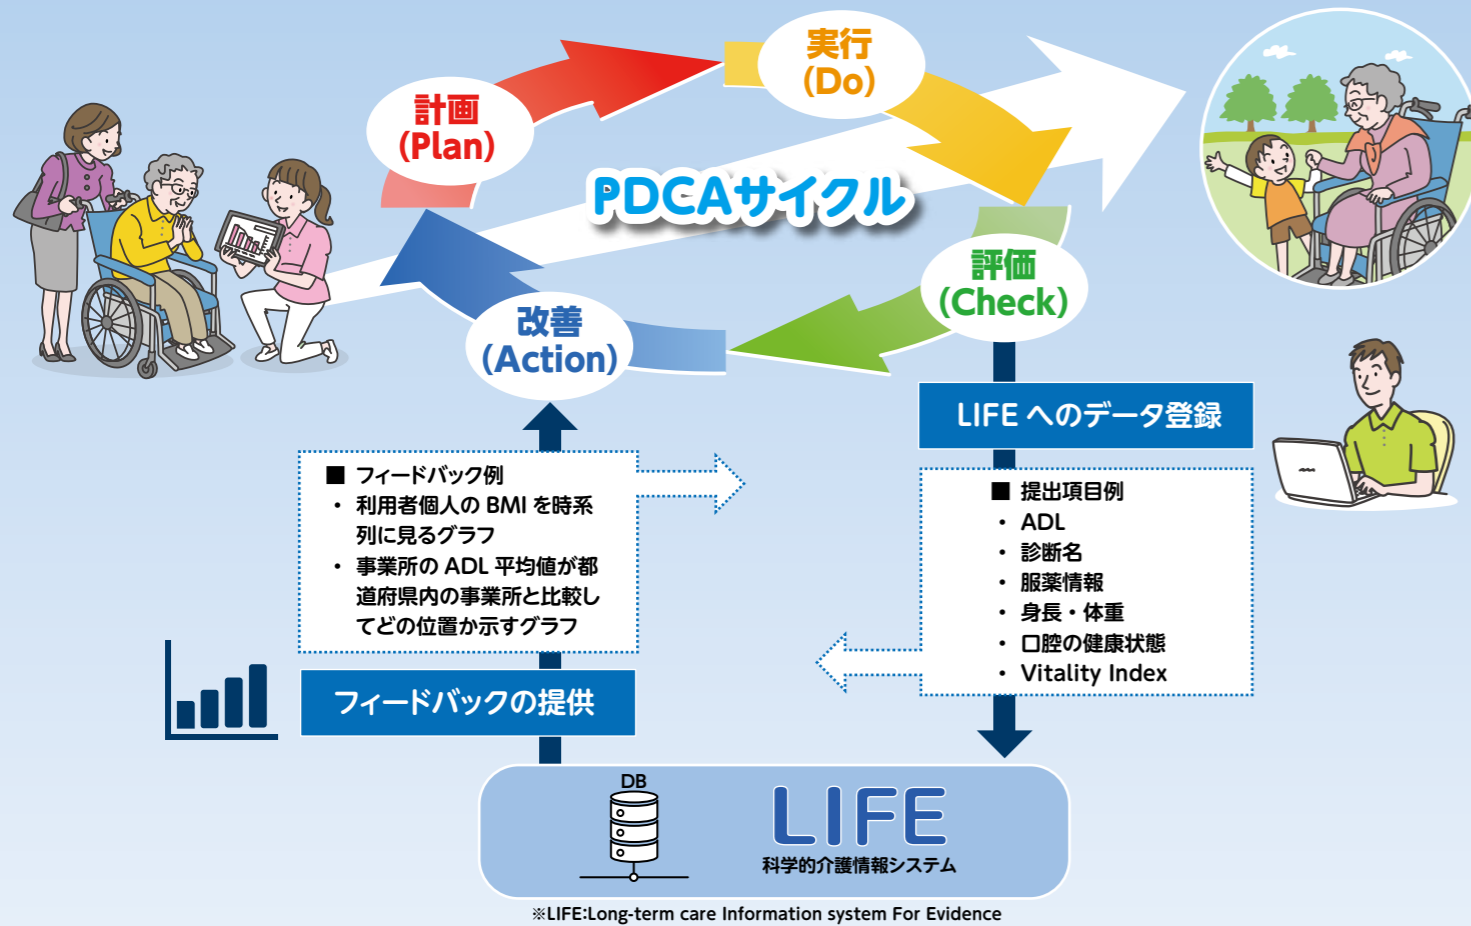 計画
(Plan)
実行
(Do)
PDCAサイクル
評価
(Check)
改善
(Action)
LIFE へのデータ登録
■ 提出項目例
・ ADL
・ 診断名
・ 服薬情報
・ 身長・体重
・ 口腔の健康状態
・ Vitality Index
■ フィードバック例
・ 利用者個人の BMI を時系
列に見るグラフ
・ 事業所の ADL 平均値が都
道府県内の事業所と比較し
てどの位置か示すグラフ
フィードバックの提供
DB
LIFE
科学的介護情報システム
※LIFE:Long-term care Information system For Evidence